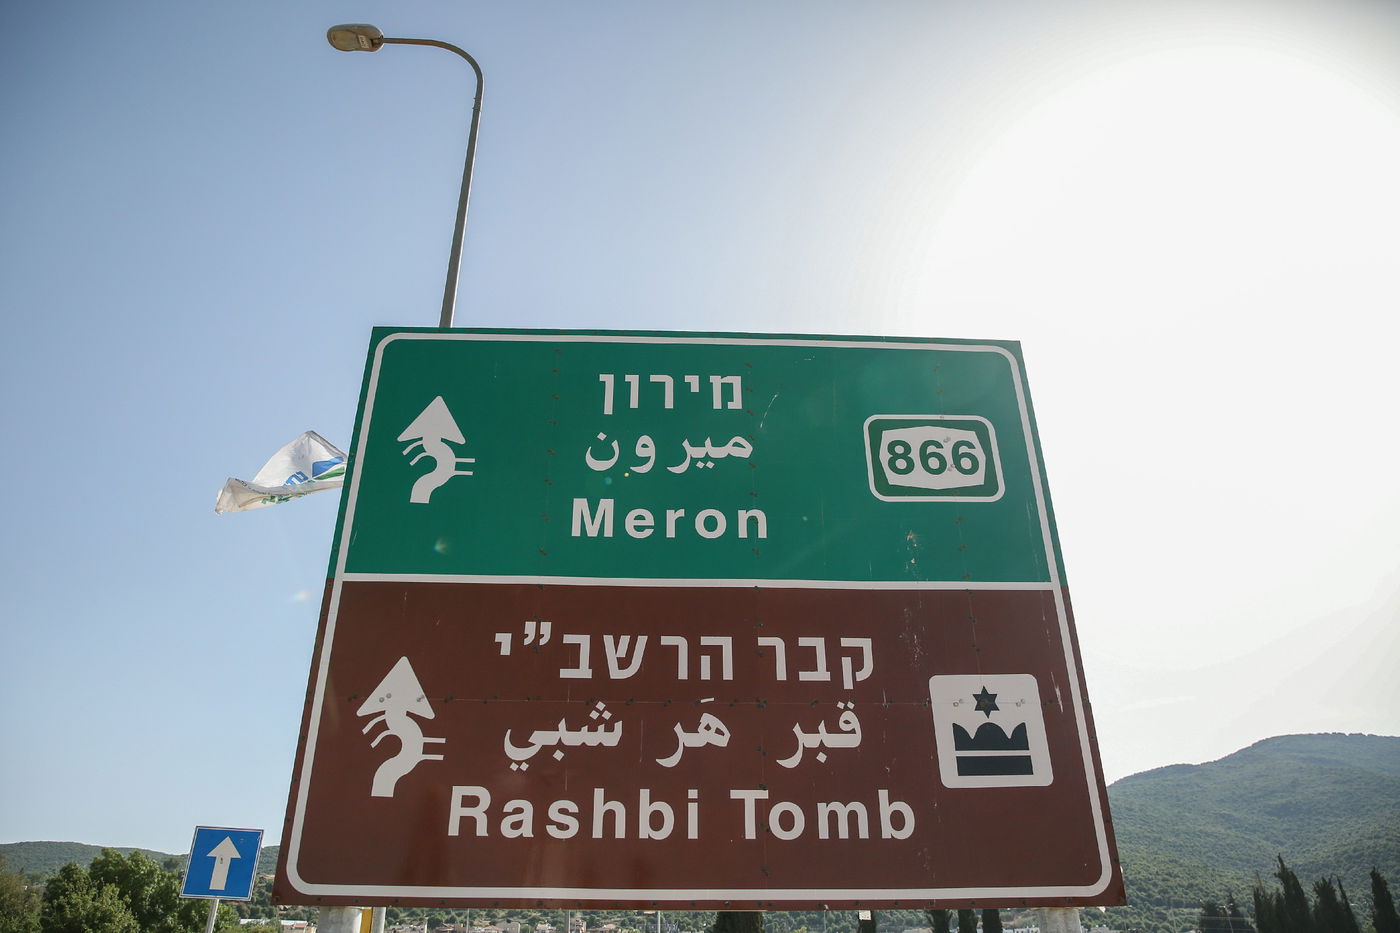 מירון
ميرون
Meron
866
קבר הרשב"י
قبر هَر شبي
Rashbi Tomb